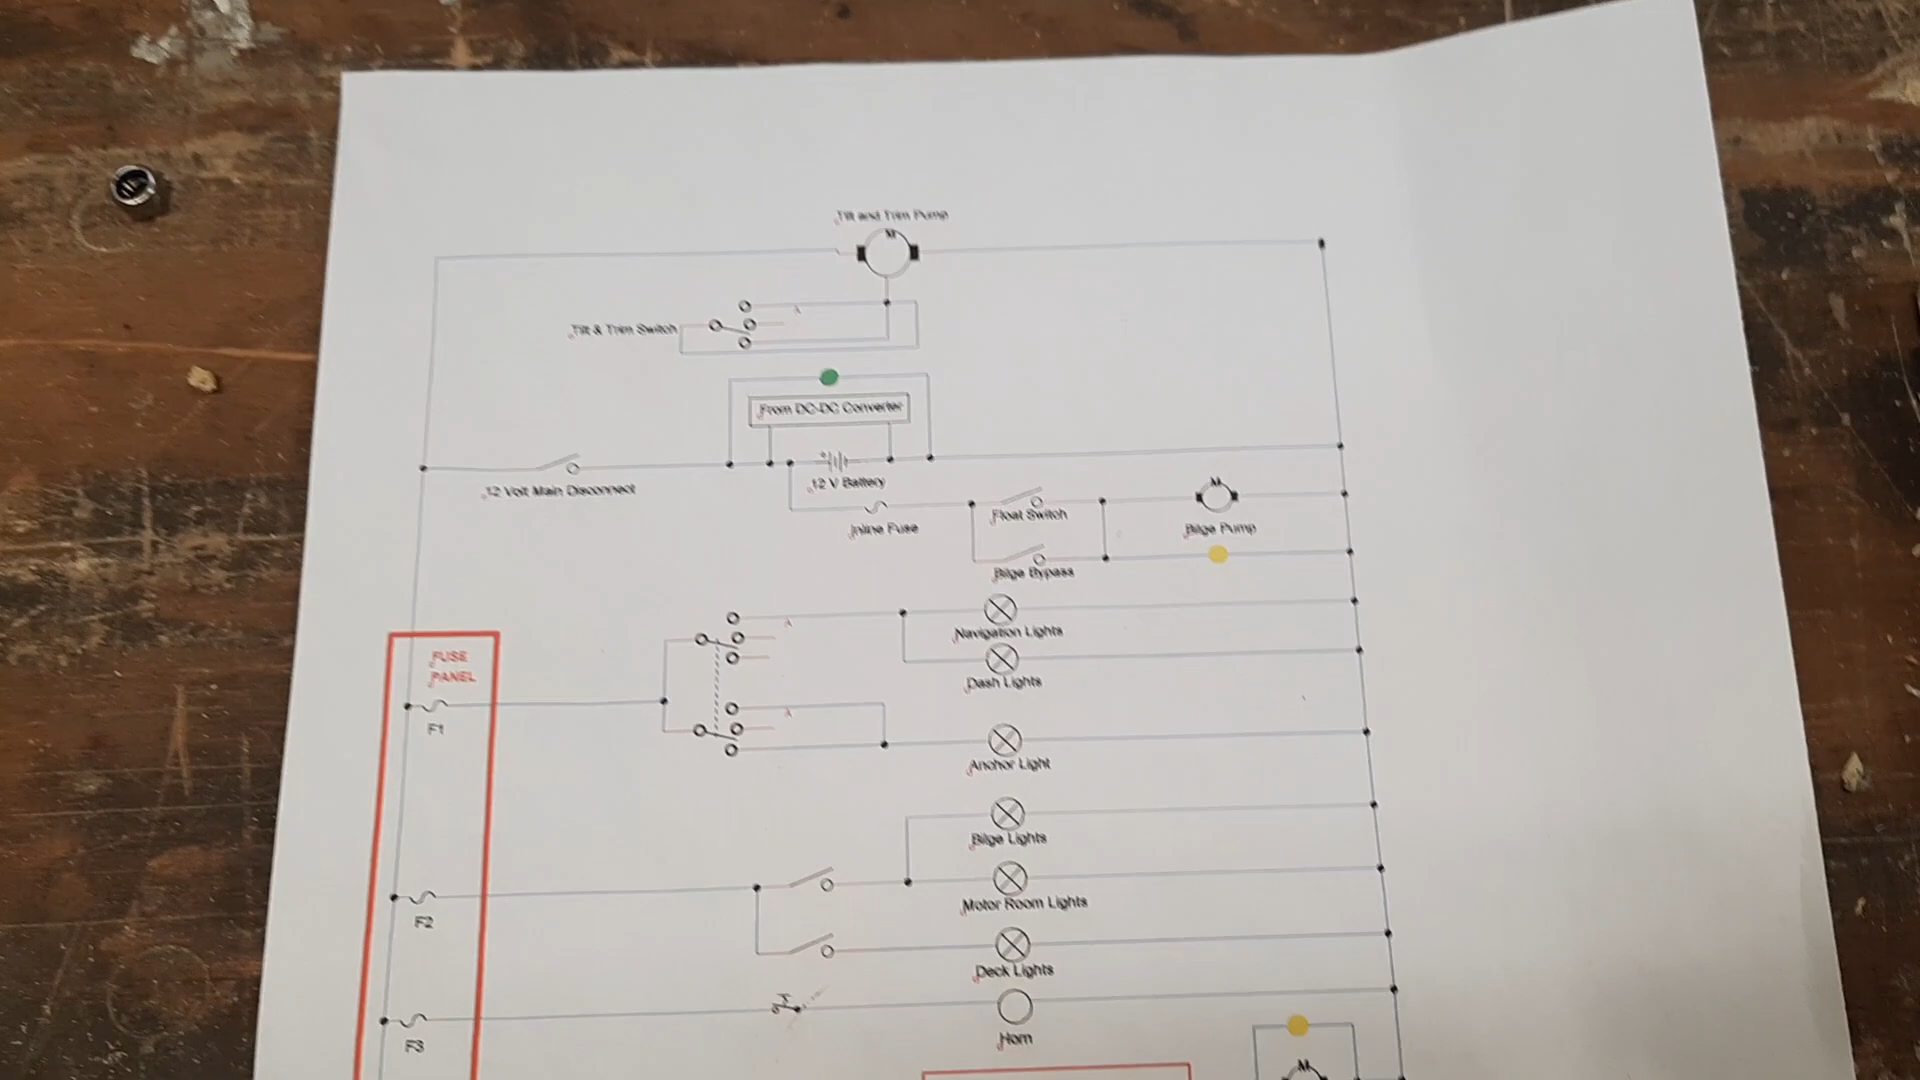 Tilt and Trim Pump
M
Tilt & Trim Switch
From DC-DC Converter
12 Volt Main Disconnect
12 V Battery
M
Inline Fuse
Float Switch
Bilge Pump
Bilge Bypass
Navigation Lights
FUSE
PANEL
Dash Lights
F1
Anchor Light
Bilge Lights
Motor Room Lights
F2
Deck Lights
Horn
F3
M